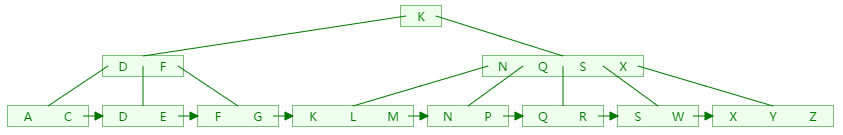 K
D F
N Q S X
A C D E F G K L M N P Q R S W X Y Z